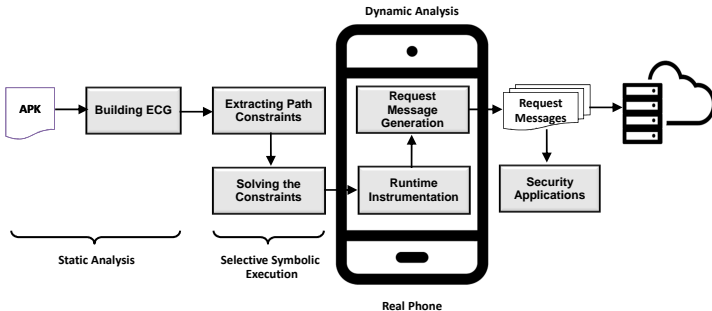 Dynamic Analysis
APK
Building ECG
Extracting Path
Constraints
Request
Message
Generation
Request
Messages
Solving the
Constraints
Runtime
Instrumentation
Security
Applications
Static Analysis
Selective Symbolic
Execution
Real Phone